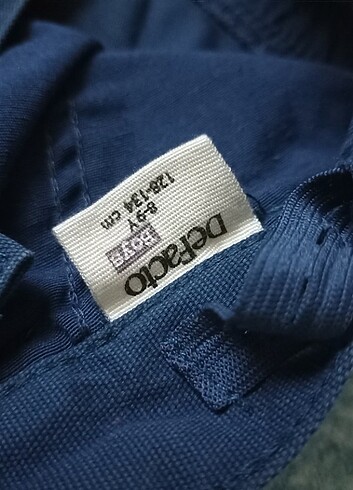 DeFacto
BOYS
8-9 Y
128-134 cm